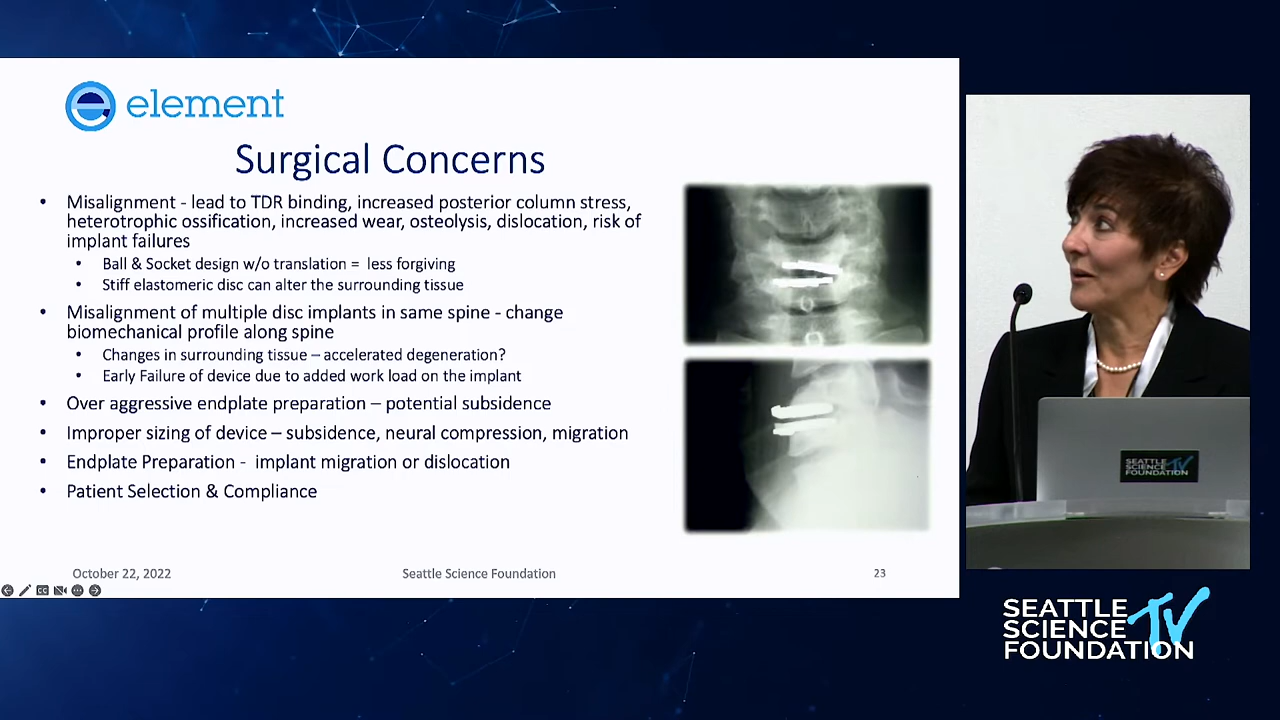 element
Surgical Concerns
• Misalignment - lead to TDR binding, increased posterior column stress,
heterotrophic ossification, increased wear, osteolysis, dislocation, risk of
implant failures
• Ball & Socket design w/o translation = less forgiving
• Stiff elastomeric disc can alter the surrounding tissue
• Misalignment of multiple disc implants in same spine - change
biomechanical profile along spine
• Changes in surrounding tissue – accelerated degeneration?
• Early Failure of device due to added work load on the implant
• Over aggressive endplate preparation – potential subsidence
• Improper sizing of device – subsidence, neural compression, migration
• Endplate Preparation - implant migration or dislocation
• Patient Selection & Compliance
October 22, 2022
Seattle Science Foundation
23
SEATTLE
SCIENCE TV
FOUNDATION
SEATTLE
SCIENCE TV
FOUNDATION